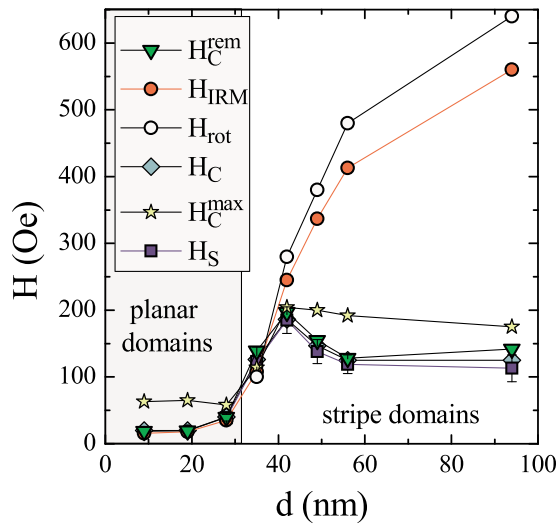 600
500
400
300
200
100
0
H (Oe)
H_C^rem
H_IRM
H_rot
H_C
H_C^max
H_S
planar
domains
stripe domains
0 20 40 60 80 100
d (nm)